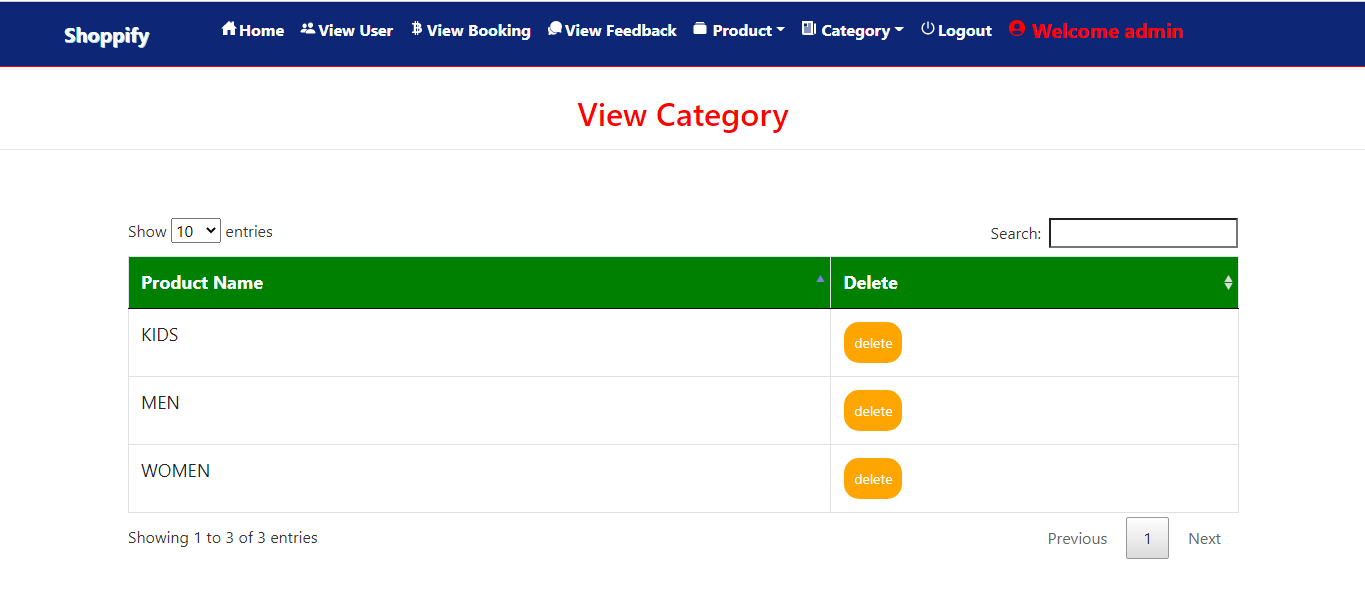 Shoppify Home View User View Booking View Feedback Product Category Logout Welcome admin
View Category
Show 10 entries Search:
Product Name Delete
KIDS delete
MEN delete
WOMEN delete
Showing 1 to 3 of 3 entries Previous 1 Next